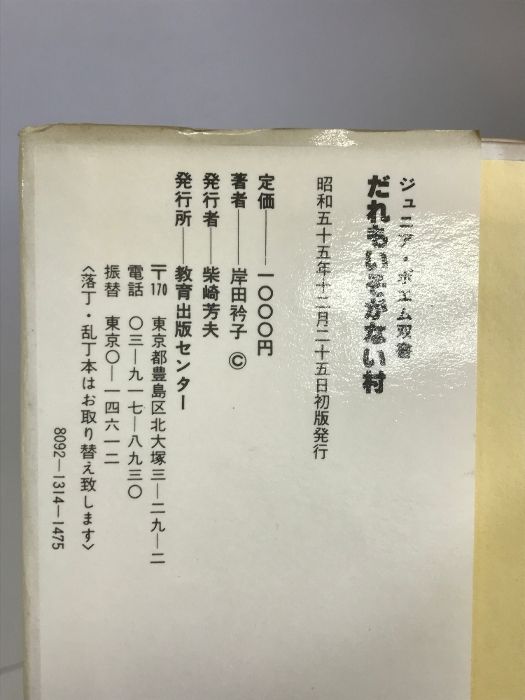 ジュニア・ポエム双書
だれもいそがない村
昭和五十五年十二月二十五日初版発行
定価――一〇〇〇円
著者――岸田衿子 ©
発行者――柴崎芳夫
発行所――教育出版センター
〒170 東京都豊島区北大塚三―二九―二
電話 〇三―九一七―八九三〇
振替 東京〇―一四六一二
〈落丁・乱丁本はお取り替え致します〉
8092―1314―1475